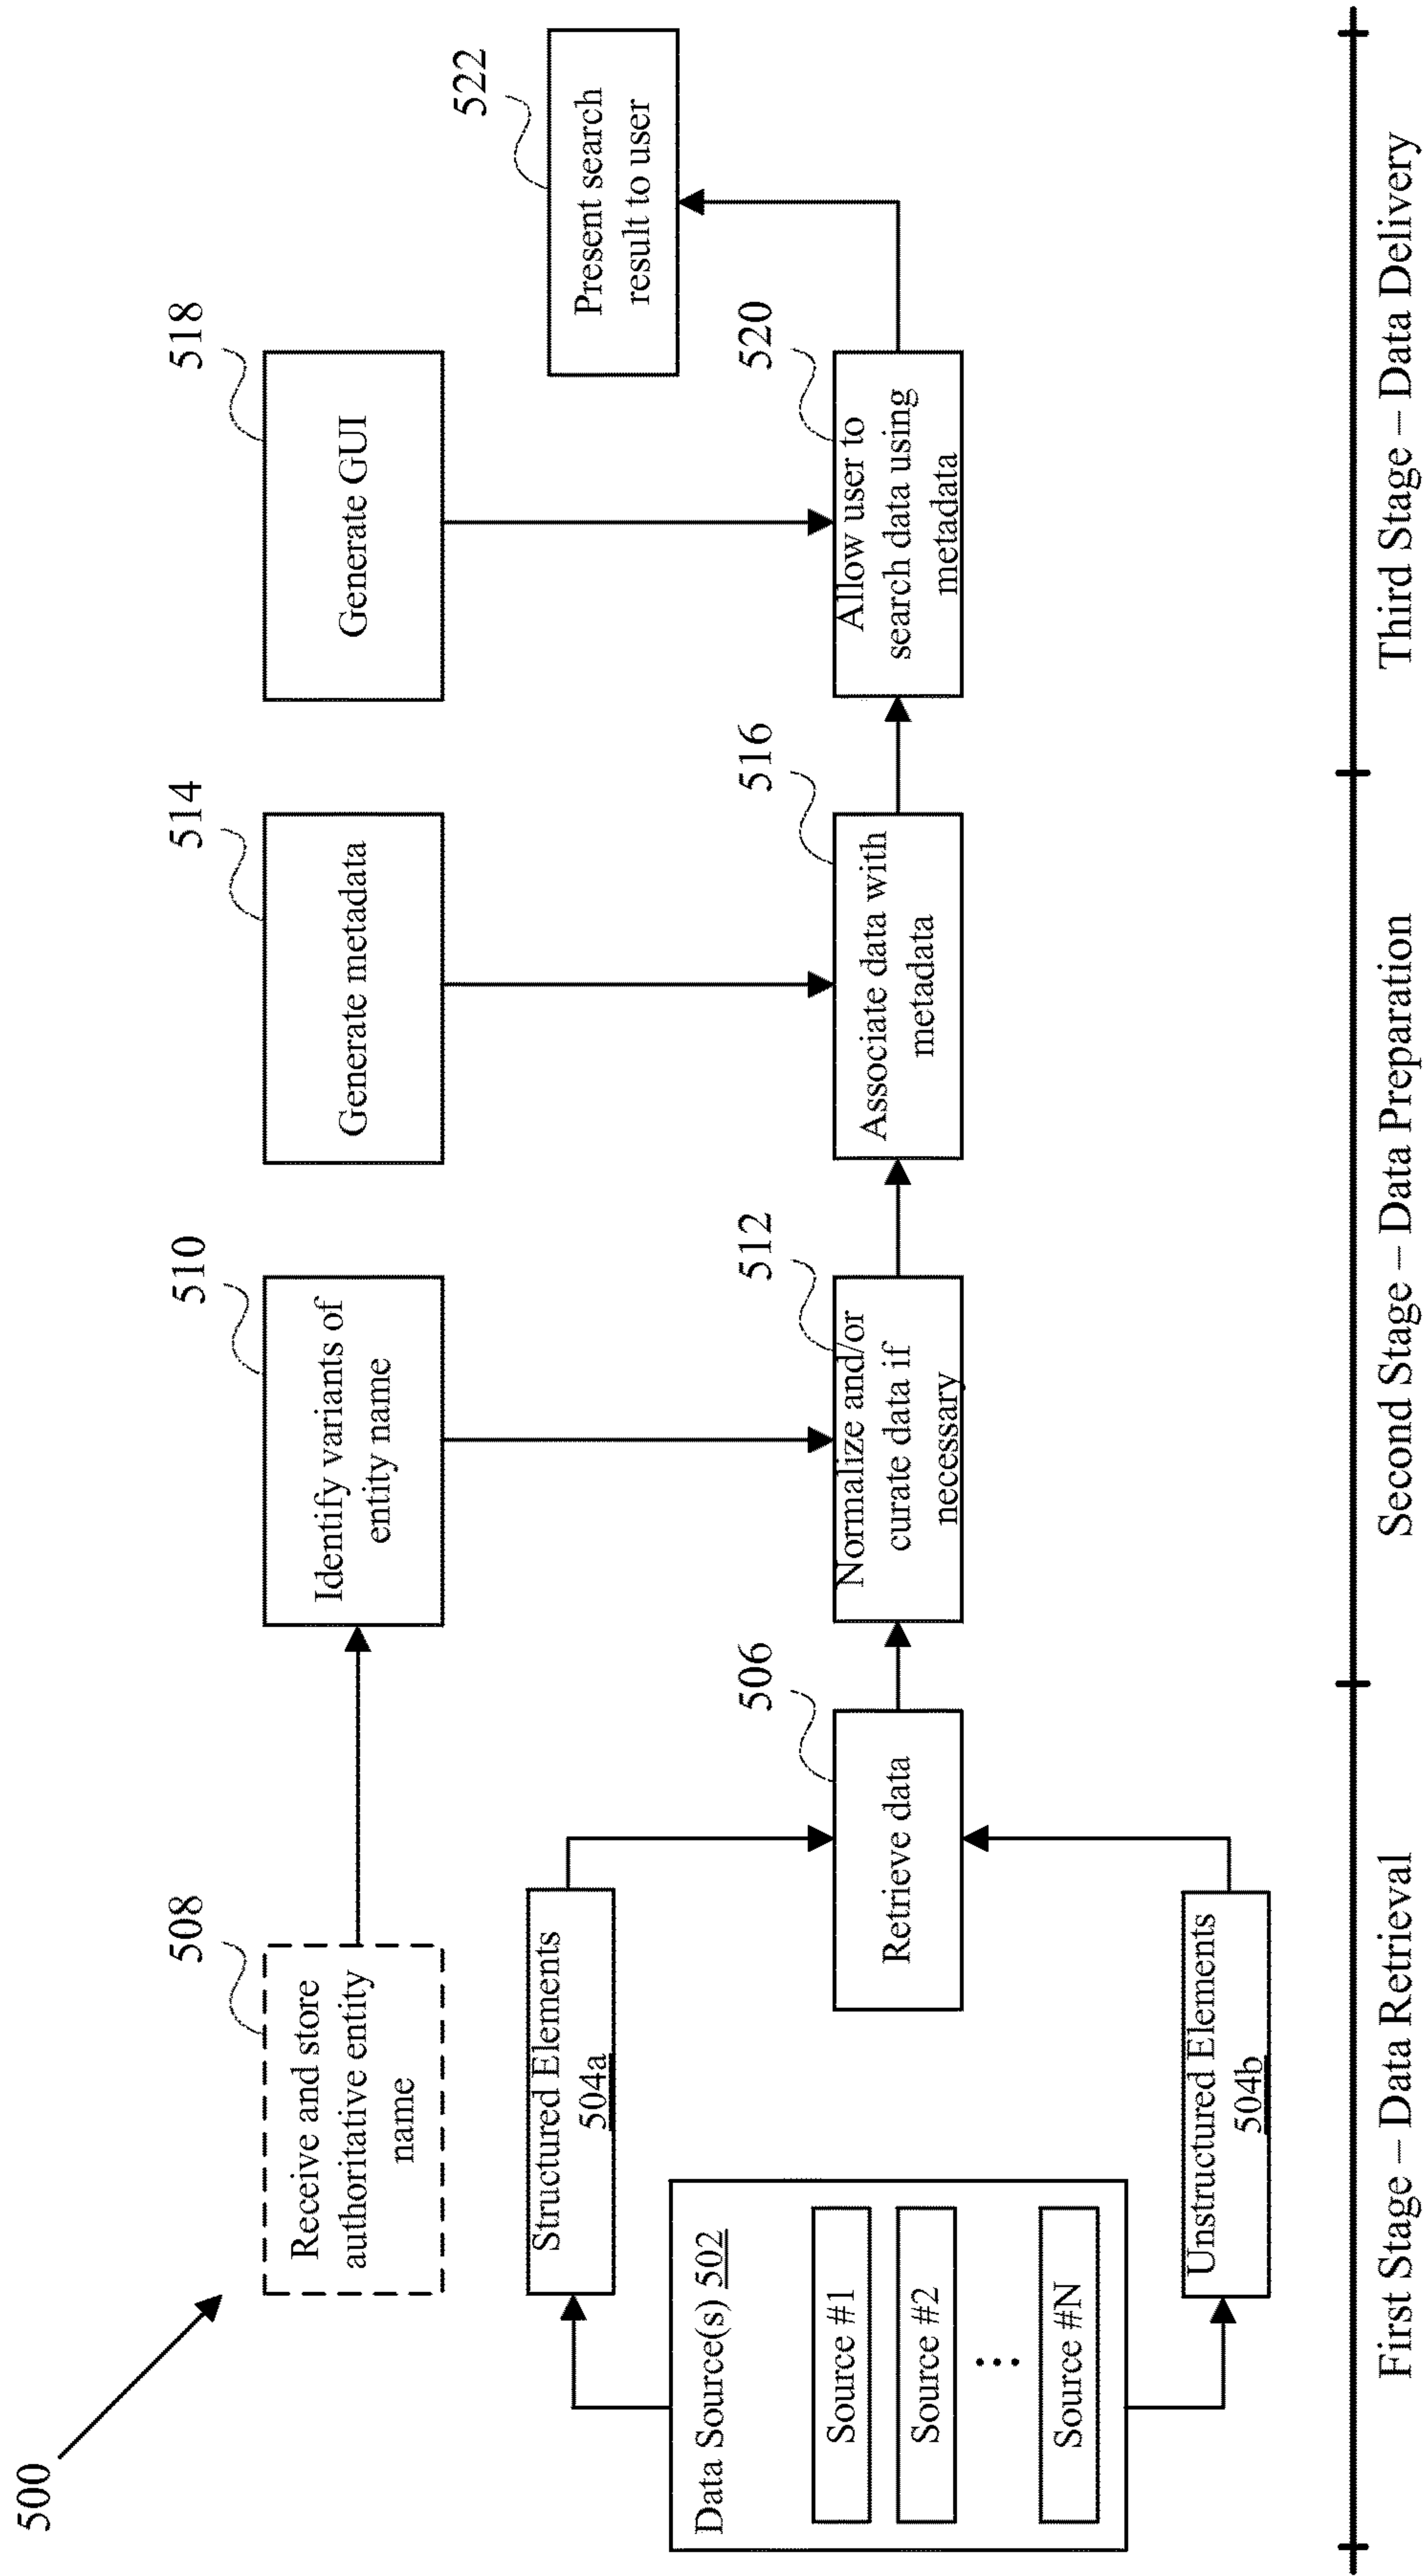 500
508
Receive and store
authoritative entity
name
510
Identify variants of
entity name
514
Generate metadata
518
Generate GUI
522
Present search
result to user
Structured Elements
504a
Data Source(s) 502
Source #1
Source #2
Source #N
Unstructured Elements
504b
506
Retrieve data
512
Normalize and/or
curate data if
necessary
516
Associate data with
metadata
520
Allow user to
search data using
metadata
First Stage – Data Retrieval
Second Stage – Data Preparation
Third Stage – Data Delivery